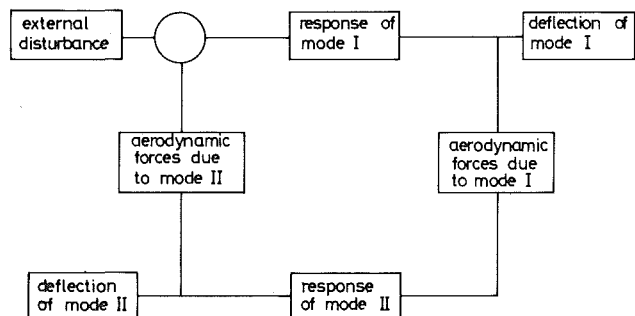 external
disturbance
response of
mode I
deflection of
mode I
aerodynamic
forces due
to mode II
aerodynamic
forces due
to mode I
deflection
of mode II
response
of mode II